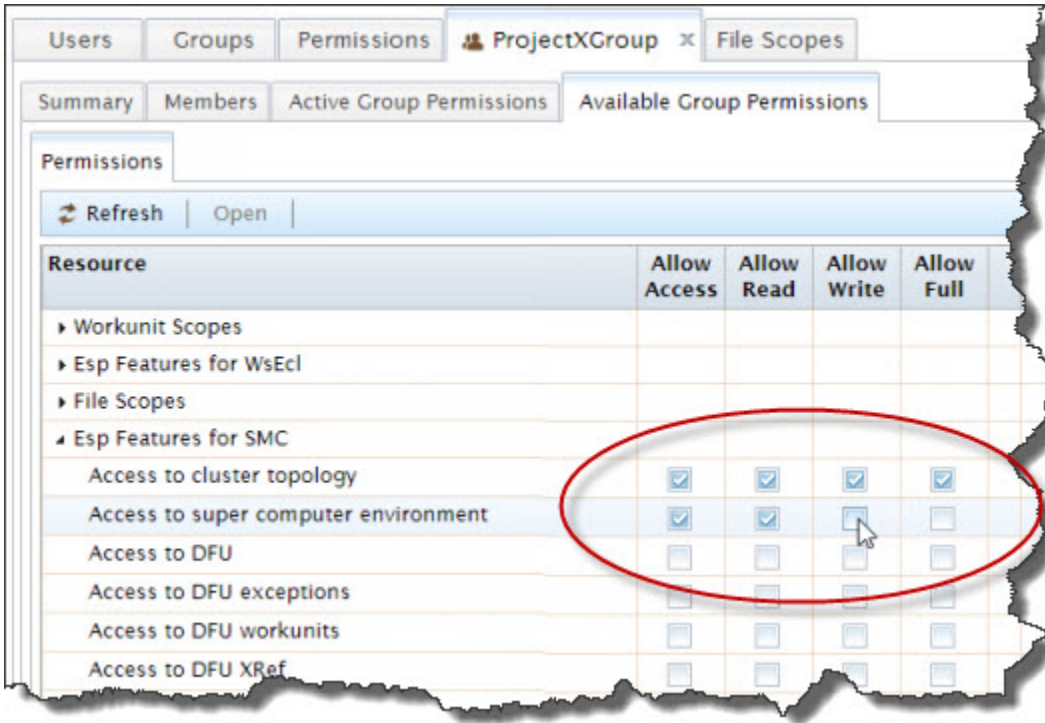 Users Groups Permissions ProjectXGroup x File Scopes
Summary Members Active Group Permissions Available Group Permissions
Permissions
Refresh Open
Resource Allow Access Allow Read Allow Write Allow Full
Workunit Scopes
Esp Features for WsEcl
File Scopes
Esp Features for SMC
Access to cluster topology
Access to super computer environment
Access to DFU
Access to DFU exceptions
Access to DFU workunits
Access to DFU XRef